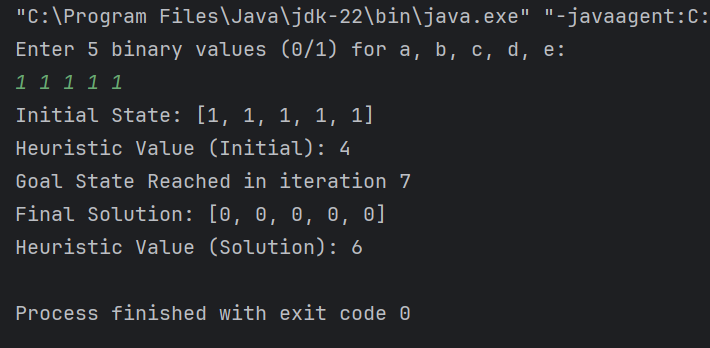 "C:\Program Files\Java\jdk-22\bin\java.exe" "-javaagent:C:
Enter 5 binary values (0/1) for a, b, c, d, e:
1 1 1 1 1
Initial State: [1, 1, 1, 1, 1]
Heuristic Value (Initial): 4
Goal State Reached in iteration 7
Final Solution: [0, 0, 0, 0, 0]
Heuristic Value (Solution): 6
Process finished with exit code 0